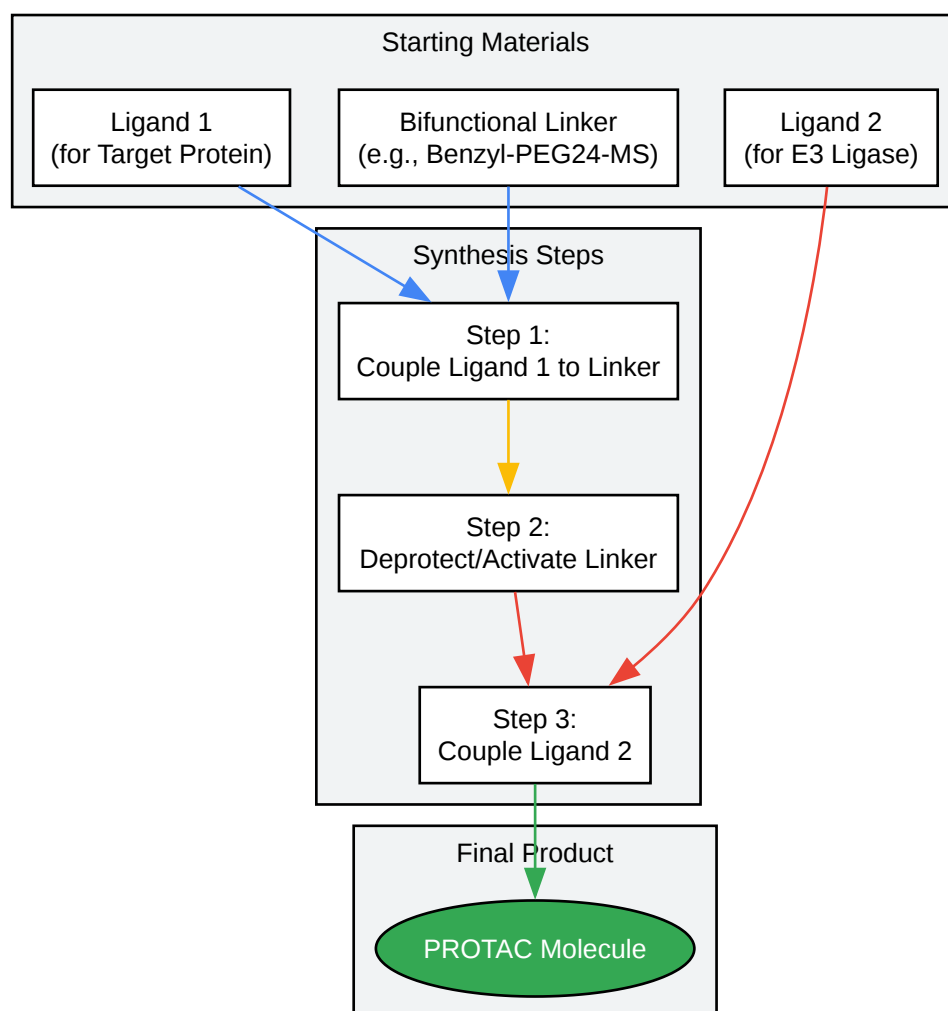 Starting Materials
Ligand 1
(for Target Protein)
Bifunctional Linker
(e.g., Benzyl-PEG24-MS)
Ligand 2
(for E3 Ligase)
Synthesis Steps
Step 1:
Couple Ligand 1 to Linker
Step 2:
Deprotect/Activate Linker
Step 3:
Couple Ligand 2
Final Product
PROTAC Molecule